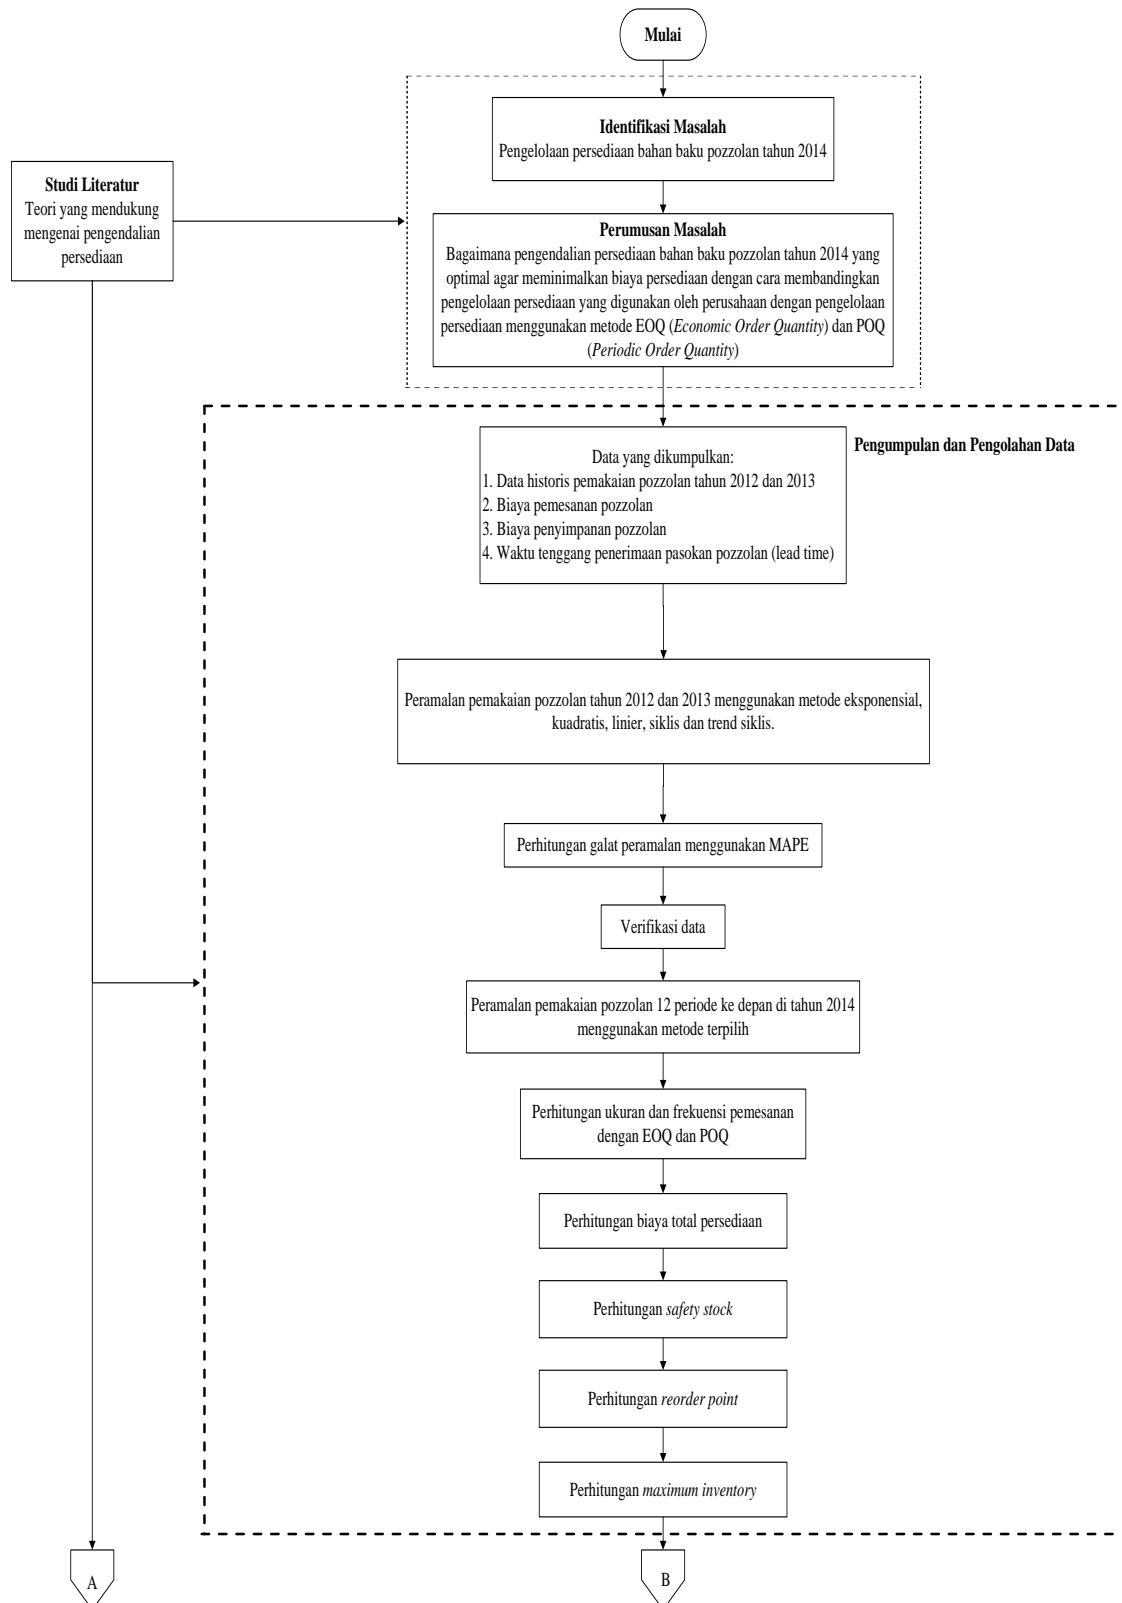 Mulai
Identifikasi Masalah
Pengelolaan persediaan bahan baku pozzolan tahun 2014
Studi Literatur
Teori yang mendukung
mengenai pengendalian
persediaan
Perumusan Masalah
Bagaimana pengendalian persediaan bahan baku pozzolan tahun 2014 yang
optimal agar meminimalkan biaya persediaan dengan cara membandingkan
pengelolaan persediaan yang digunakan oleh perusahaan dengan pengelolaan
persediaan menggunakan metode EOQ (Economic Order Quantity) dan POQ
(Periodic Order Quantity)
Pengumpulan dan Pengolahan Data
Data yang dikumpulkan:
1. Data historis pemakaian pozzolan tahun 2012 dan 2013
2. Biaya pemesanan pozzolan
3. Biaya penyimpanan pozzolan
4. Waktu tenggang penerimaan pasokan pozzolan (lead time)
Peramalan pemakaian pozzolan tahun 2012 dan 2013 menggunakan metode eksponensial,
kuadratis, linier, siklis dan trend siklis.
Perhitungan galat peramalan menggunakan MAPE
Verifikasi data
Peramalan pemakaian pozzolan 12 periode ke depan di tahun 2014
menggunakan metode terpilih
Perhitungan ukuran dan frekuensi pemesanan
dengan EOQ dan POQ
Perhitungan biaya total persediaan
Perhitungan safety stock
Perhitungan reorder point
Perhitungan maximum inventory
A
B